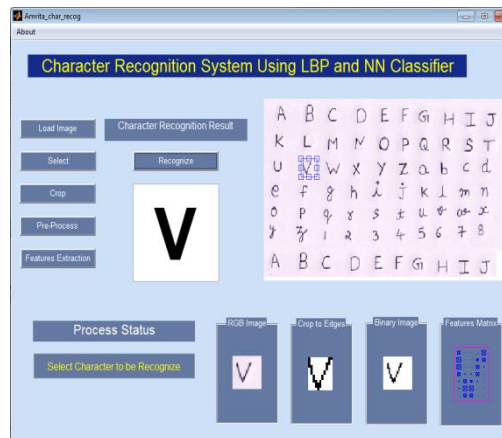 Amrita_char_recog
About
Character Recognition System Using LBP and NN Classifier
Load Image
Select
Crop
Pre-Process
Features Extraction
Character Recognition Result
Recognize
V
A B C D E F G H I J
K L M N O P Q R S T
U V W X Y Z a b c d
e f g h i j k l m n
o p q r s t u v w x
y z 1 2 3 4 5 6 7 8
A B C D E F G H I J
Process Status
Select Character to be Recognize
RGB Image
V
Crop to Edges
V
Binary Image
V
Features Matrix